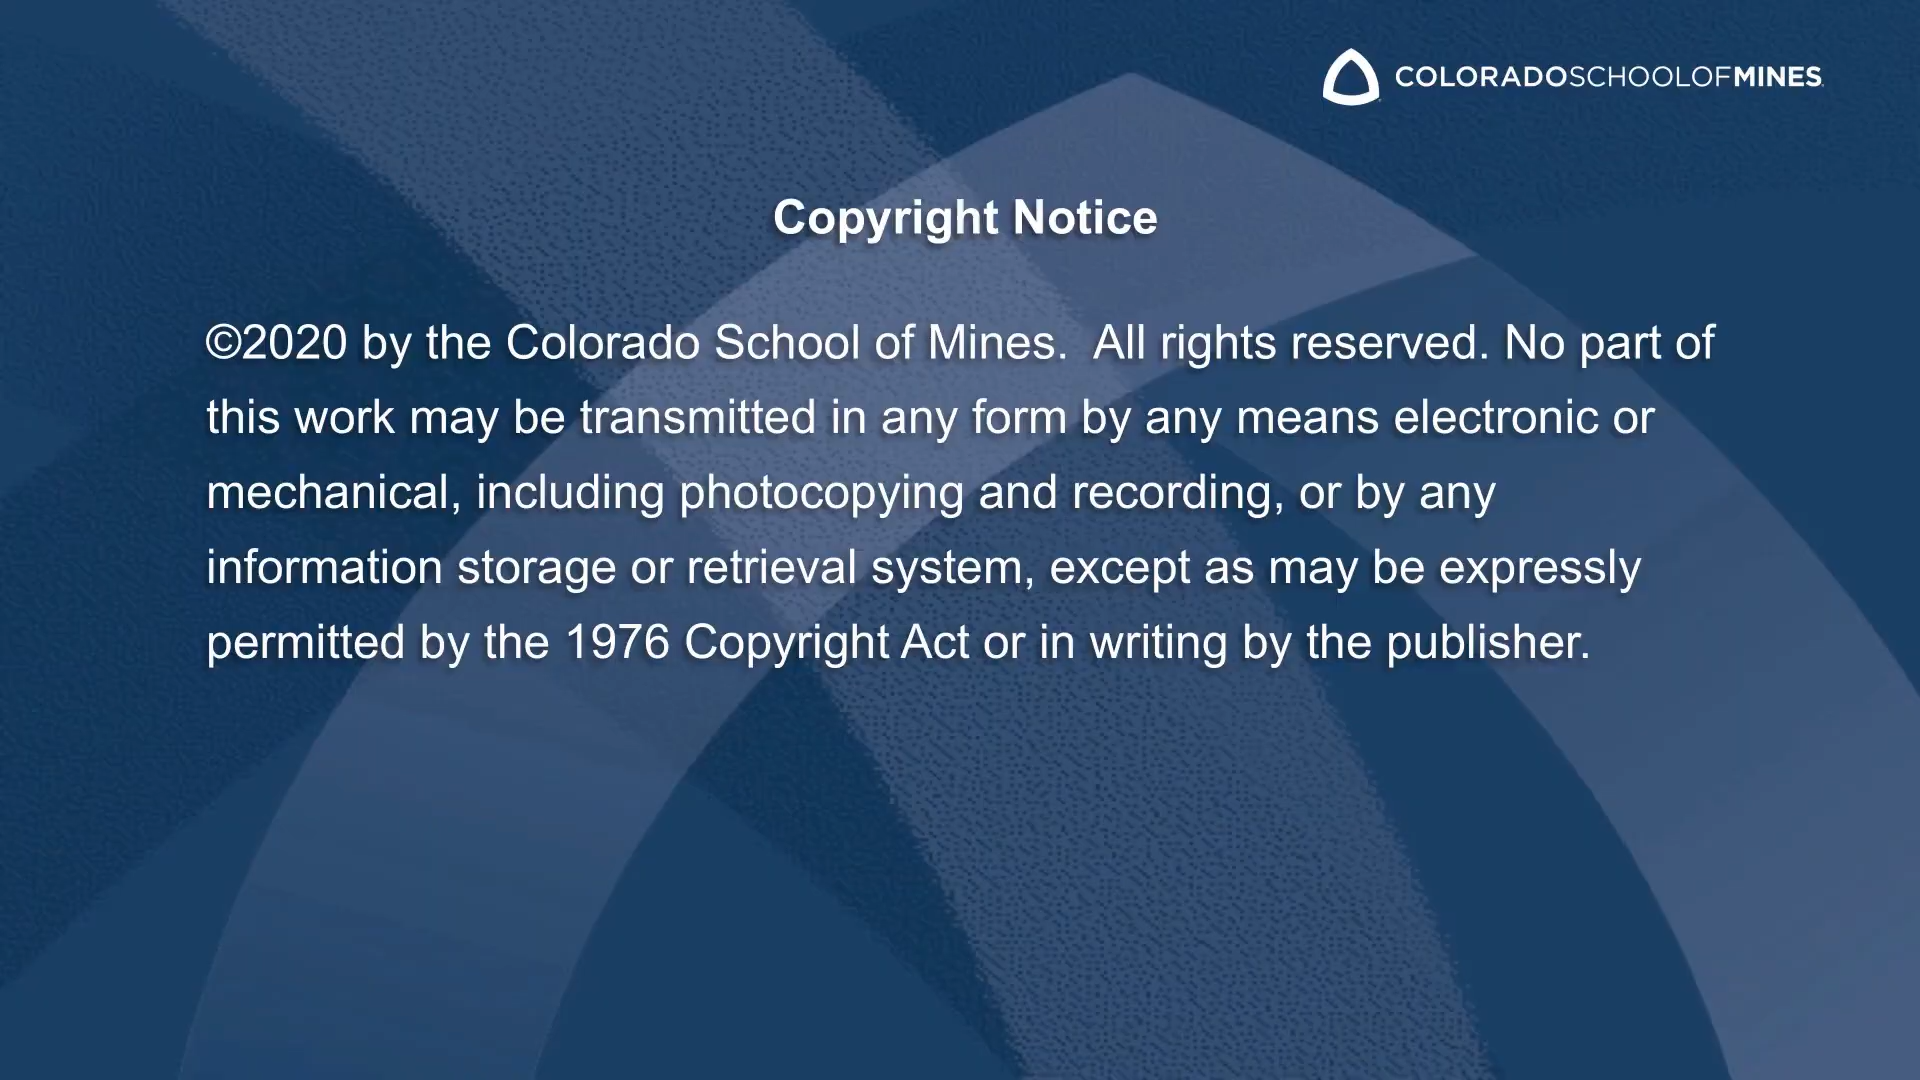 COLORADOSCHOOLOFMINES
Copyright Notice
©2020 by the Colorado School of Mines.  All rights reserved. No part of
this work may be transmitted in any form by any means electronic or
mechanical, including photocopying and recording, or by any
information storage or retrieval system, except as may be expressly
permitted by the 1976 Copyright Act or in writing by the publisher.